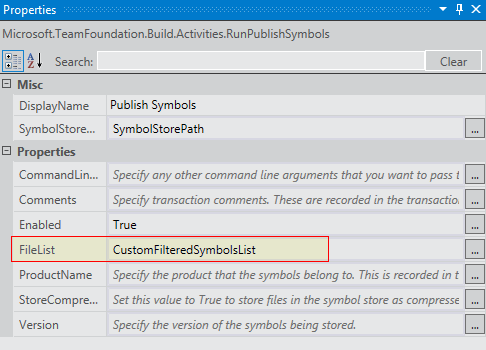 Properties
Microsoft.TeamFoundation.Build.Activities.RunPublishSymbols
A Z Search: Clear
Misc
DisplayName Publish Symbols
SymbolStore... SymbolStorePath ...
Properties
CommandLin... Specify any other command line arguments that you want to pass t ...
Comments Specify transaction comments. These are recorded in the transactio ...
Enabled True ...
FileList CustomFilteredSymbolsList ...
ProductName Specify the product that the symbols belong to. This is recorded in t ...
StoreCompre... Set this value to True to store files in the symbol store as compresse ...
Version Specify the version of the symbols being stored. ...